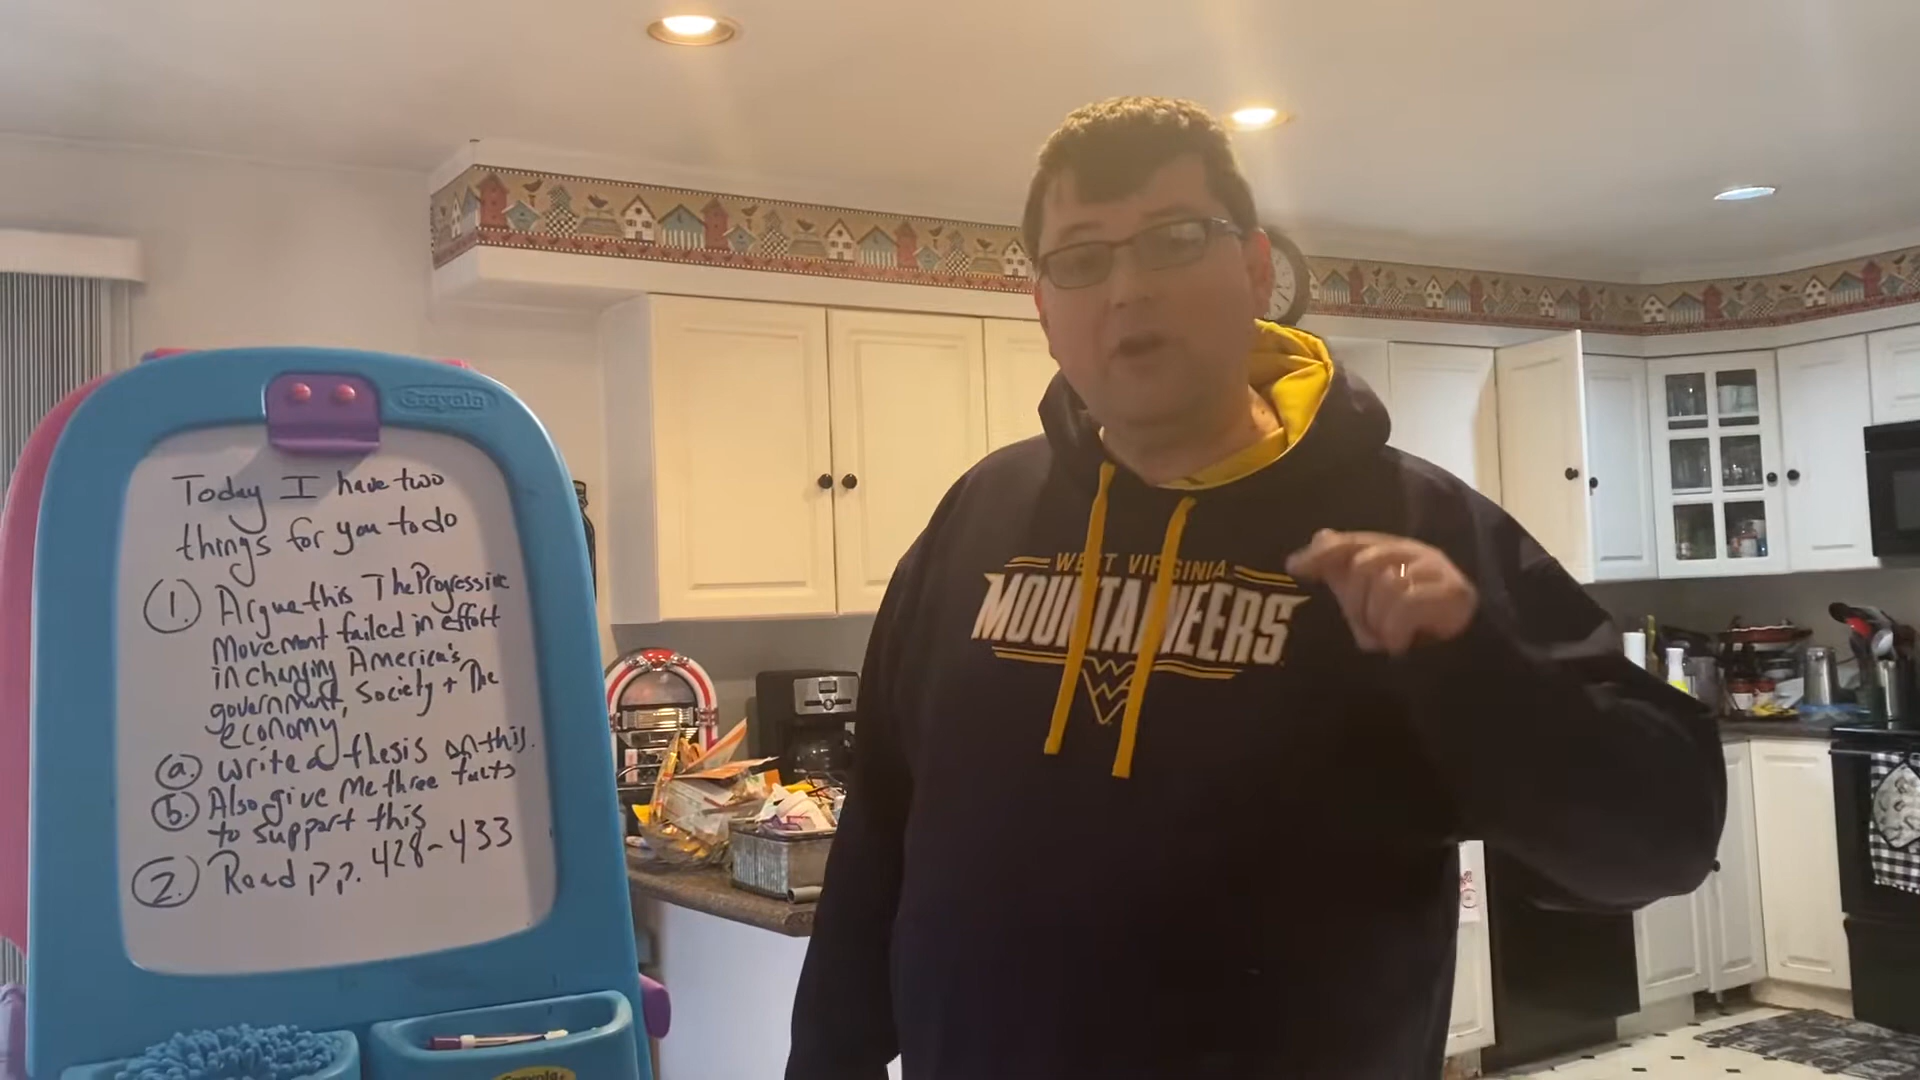 Crayola
Today I have two
things for you to do
1. Argue this The Progressive
Movement failed in effort
in changing America's
government, society + the
economy,
a. write a thesis on this.
b. Also give me three facts
to support this
2. Read pp. 428-433
WEST VIRGINIA
MOUNTAINEERS
WV
Crayola